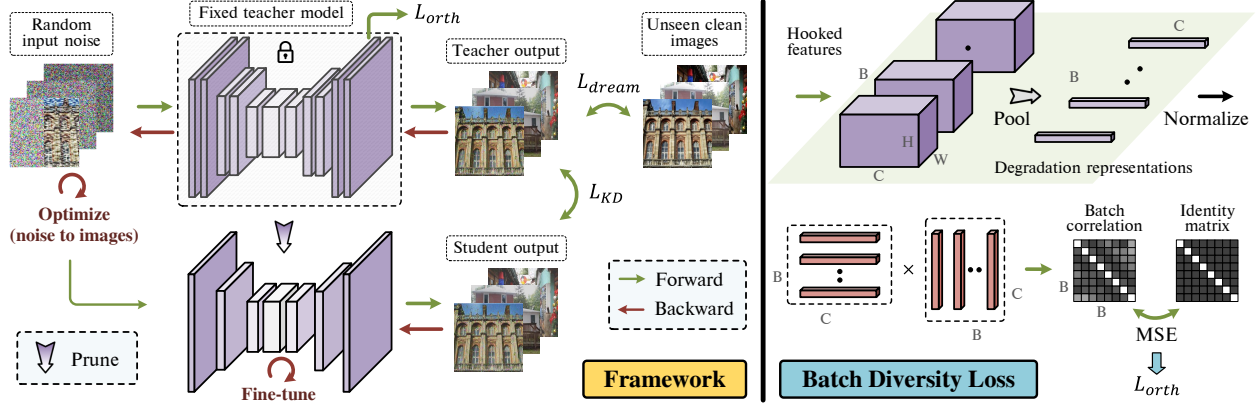 Random
input noise
Fixed teacher model
L_orth
Teacher output
Unseen clean
images
L_dream
L_KD
Optimize
(noise to images)
Student output
Forward
Backward
Prune
Fine-tune
Framework
Hooked
features
B
H
W
C
Pool
C
B
Normalize
Degradation representations
B
C
×
C
B
Batch
correlation
Identity
matrix
B
B
MSE
L_orth
Batch Diversity Loss